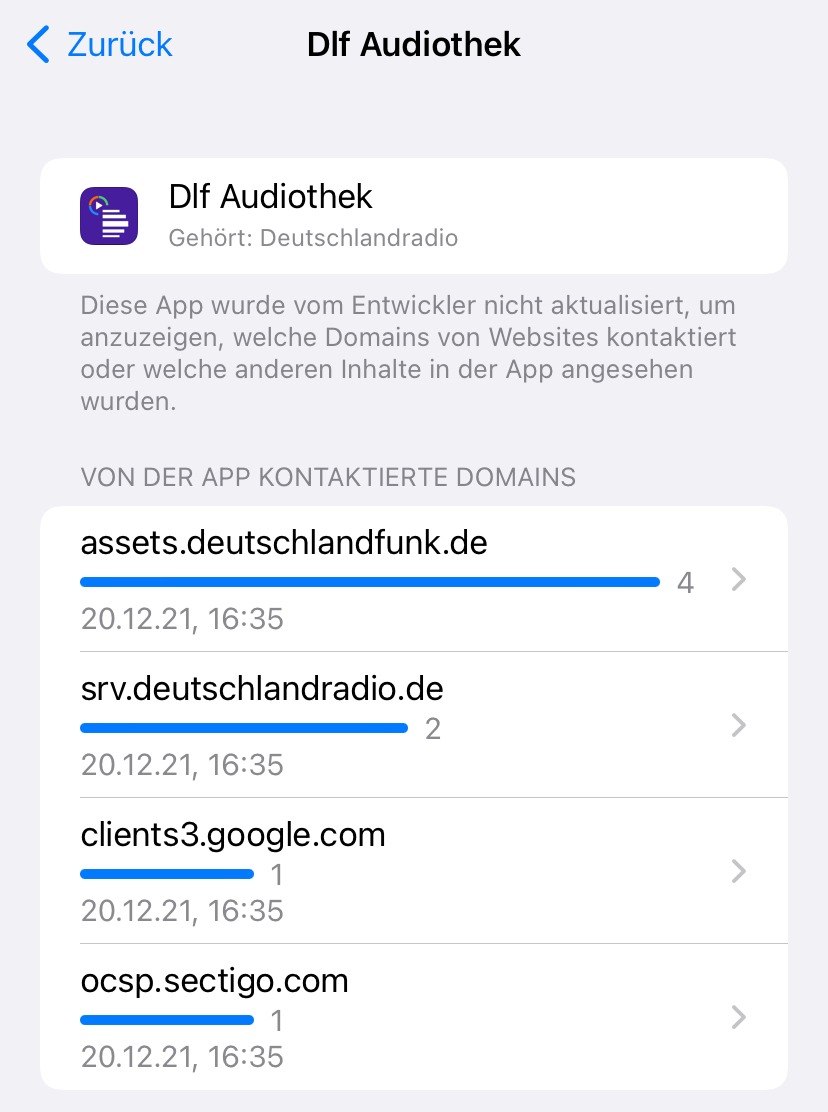 Zurück
Dlf Audiothek
Dlf Audiothek
Gehört: Deutschlandradio
Diese App wurde vom Entwickler nicht aktualisiert, um
anzuzeigen, welche Domains von Websites kontaktiert
oder welche anderen Inhalte in der App angesehen
wurden.
VON DER APP KONTAKTIERTE DOMAINS
assets.deutschlandfunk.de
4
20.12.21, 16:35
srv.deutschlandradio.de
2
20.12.21, 16:35
clients3.google.com
1
20.12.21, 16:35
ocsp.sectigo.com
1
20.12.21, 16:35